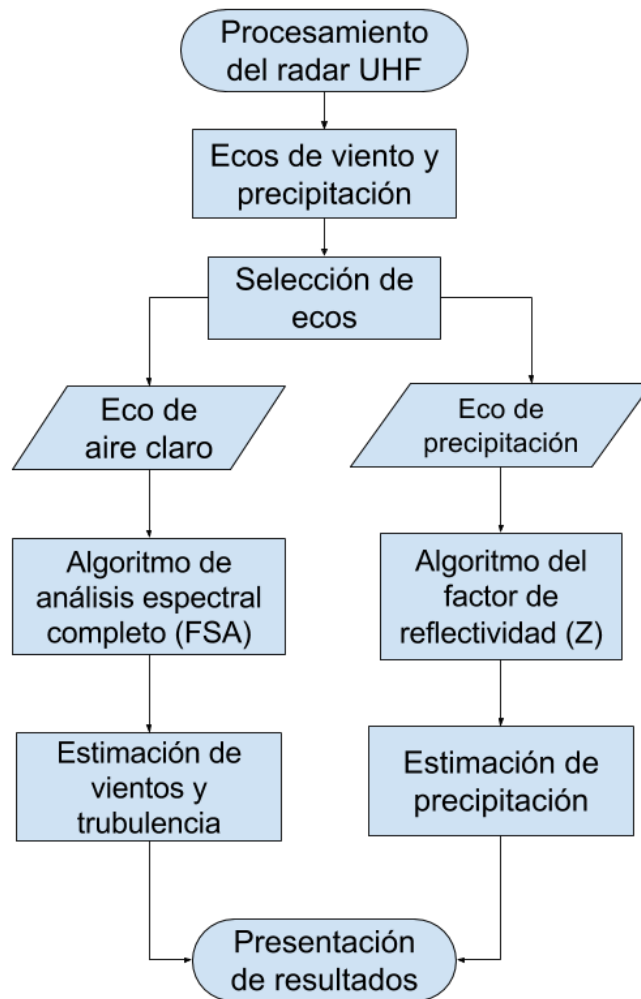 Procesamiento
del radar UHF
Ecos de viento y
precipitación
Selección de
ecos
Eco de
aire claro
Eco de
precipitación
Algoritmo de
análisis espectral
completo (FSA)
Algoritmo del
factor de
reflectividad (Z)
Estimación de
vientos y
trubulencia
Estimación de
precipitación
Presentación
de resultados